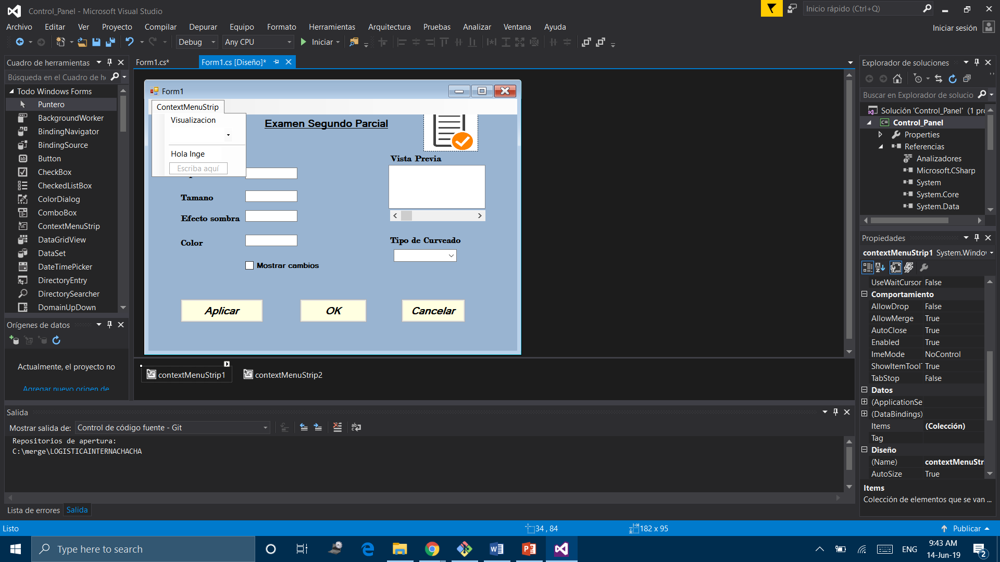 Control_Panel - Microsoft Visual Studio
Inicio rápido (Ctrl+Q)
Archivo Editar Ver Proyecto Compilar Depurar Equipo Formato Herramientas Arquitectura Pruebas Analizar Ventana Ayuda
Iniciar sesión
Debug Any CPU Iniciar
Cuadro de herramientas
Búsqueda en el Cuadro de he
Todo Windows Forms
Puntero
BackgroundWorker
BindingNavigator
BindingSource
Button
CheckBox
CheckedListBox
ColorDialog
ComboBox
ContextMenuStrip
DataGridView
DataSet
DateTimePicker
DirectoryEntry
DirectorySearcher
DomainUpDown
Orígenes de datos
Actualmente, el proyecto no
Agregar nuevo origen de
Form1.cs*
Form1.cs [Diseño]*
Form1
ContextMenuStrip
Visualizacion
Hola Inge
Escriba aquí
Examen Segundo Parcial
Vista Previa
Tamano
Efecto sombra
Color
Tipo de Curveado
Mostrar cambios
Aplicar
OK
Cancelar
contextMenuStrip1
contextMenuStrip2
Salida
Mostrar salida de: Control de código fuente - Git
Repositorios de apertura:
C:\merge\LOGISTICAINTERNACHACHA
Lista de errores Salida
Explorador de soluciones
Buscar en Explorador de solucio
Solución 'Control_Panel' (1 pr
Control_Panel
Properties
Referencias
Analizadores
Microsoft.CSharp
System
System.Core
System.Data
Propiedades
contextMenuStrip1 System.Windo
UseWaitCursor False
Comportamiento
AllowDrop False
AllowMerge True
AutoClose True
Enabled True
ImeMode NoControl
ShowItemToolT True
TabStop False
Datos
(ApplicationSe
(DataBindings)
Items (Colección)
Tag
Diseño
(Name) contextMenuStr
AutoSize True
Items
Colección de elementos que se van ...
Listo
34 , 84
182 x 95
Publicar
Type here to search
ENG
9:43 AM
14-Jun-19
2